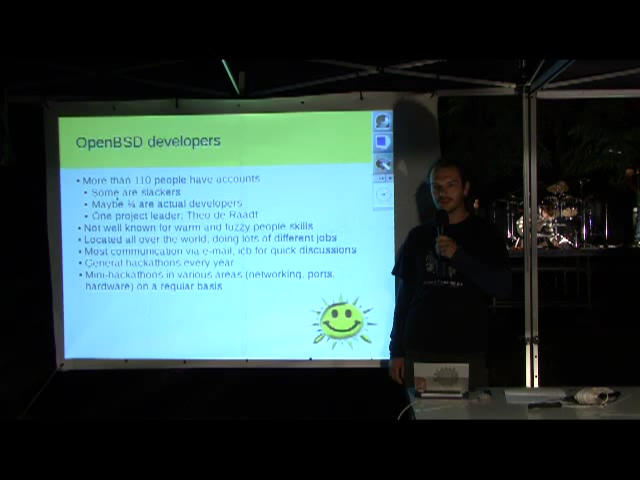 OpenBSD developers
• More than 110 people have accounts
• Some are slackers
• Maybe ¼ are actual developers
• One project leader: Theo de Raadt
• Not well known for warm and fuzzy people skills
• Located all over the world, doing lots of different jobs
• Most communication via e-mail, icb for quick discussions
• General hackathons every year
• Mini-hackathons in various areas (networking, ports,
hardware) on a regular basis